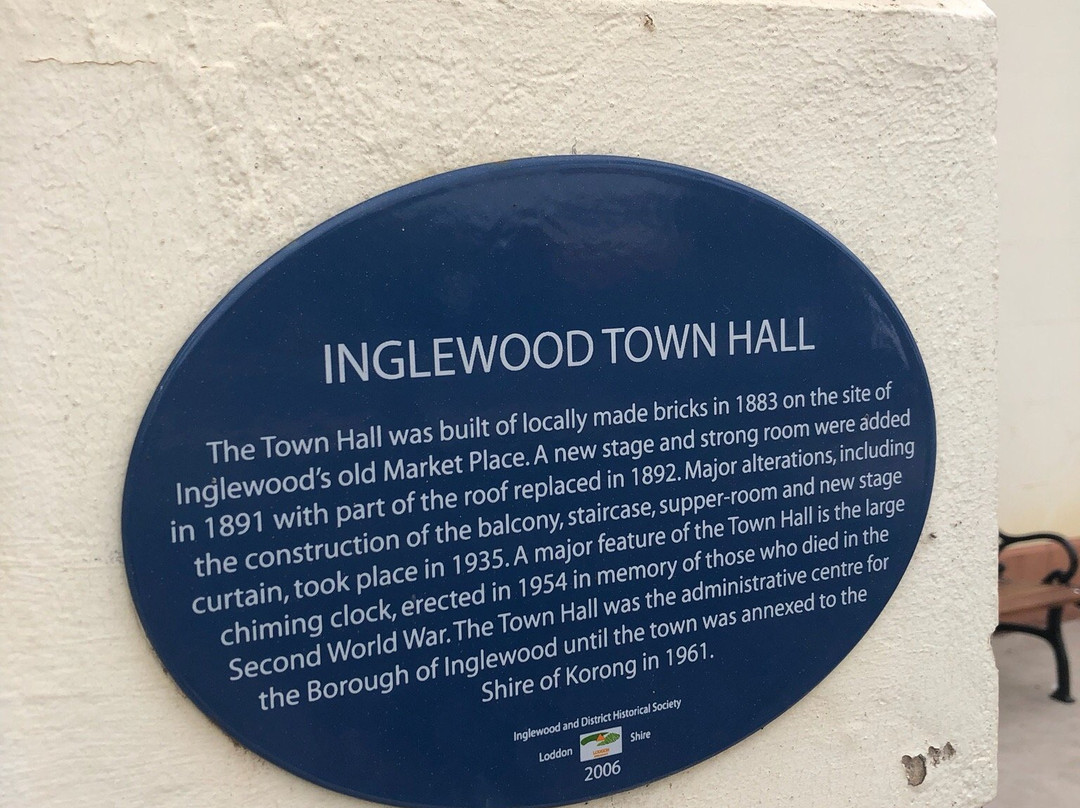 INGLEWOOD TOWN HALL
The Town Hall was built of locally made bricks in 1883 on the site of
Inglewood's old Market Place. A new stage and strong room were added
in 1891 with part of the roof replaced in 1892. Major alterations, including
the construction of the balcony, staircase, supper-room and new stage
curtain, took place in 1935. A major feature of the Town Hall is the large
chiming clock, erected in 1954 in memory of those who died in the
Second World War. The Town Hall was the administrative centre for
the Borough of Inglewood until the town was annexed to the
Shire of Korong in 1961.
Inglewood and District Historical Society
Loddon Shire
2006